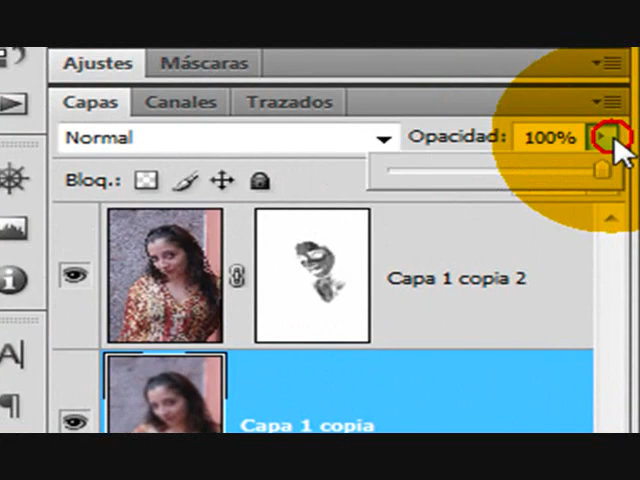 Ajustes Máscaras
Capas Canales Trazados
Normal Opacidad: 100%
Bloq.:
Capa 1 copia 2
Capa 1 copia
A|